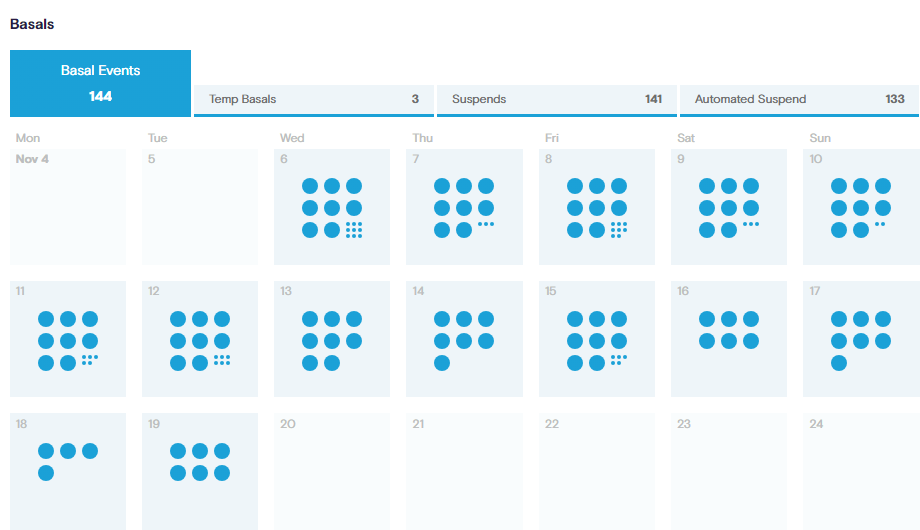 Basals
Basal Events
144
Temp Basals 3
Suspends 141
Automated Suspend 133
Mon Tue Wed Thu Fri Sat Sun
Nov 4 5 6 7 8 9 10
11 12 13 14 15 16 17
18 19 20 21 22 23 24